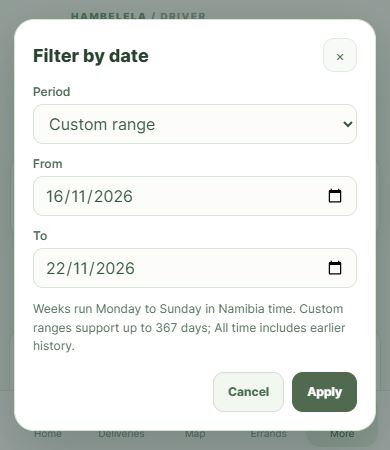 HAMBELELA / DRIVER
Filter by date
×
Period
Custom range
From
16/11/2026
To
22/11/2026
Weeks run Monday to Sunday in Namibia time. Custom
ranges support up to 367 days; All time includes earlier
history.
Cancel
Apply
Home
Deliveries
Map
Errands
More